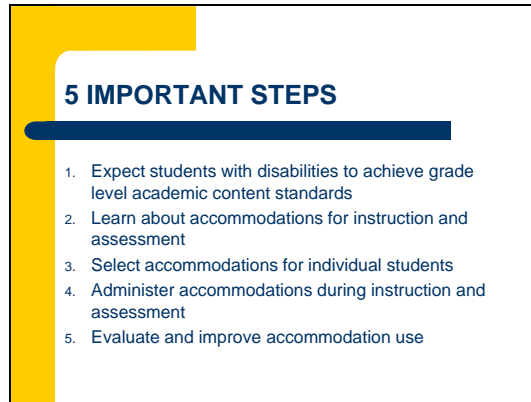 5 IMPORTANT STEPS
1. Expect students with disabilities to achieve grade
level academic content standards
2. Learn about accommodations for instruction and
assessment
3. Select accommodations for individual students
4. Administer accommodations during instruction and
assessment
5. Evaluate and improve accommodation use